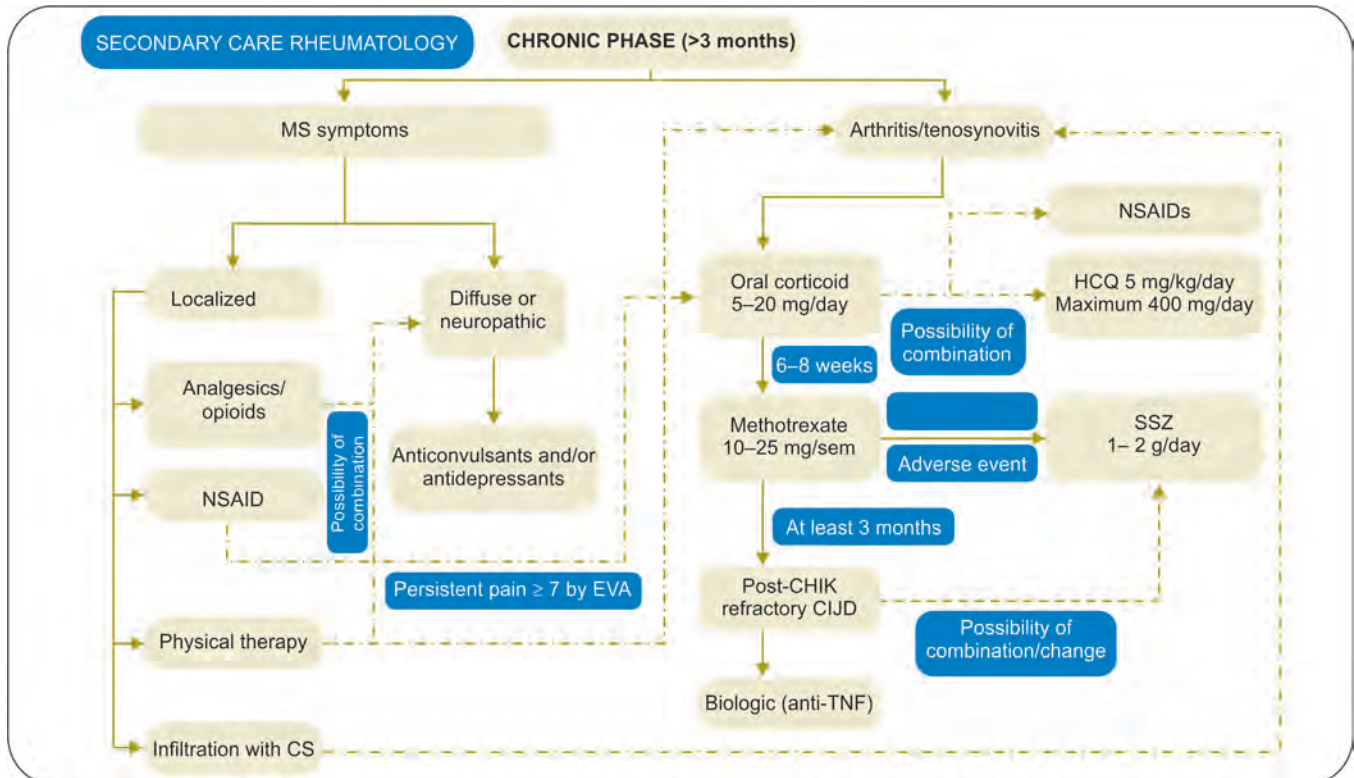 SECONDARY CARE RHEUMATOLOGY
CHRONIC PHASE (>3 months)
MS symptoms
Arthritis/tenosynovitis
NSAIDs
Localized
Diffuse or
neuropathic
Oral corticoid
5–20 mg/day
HCQ 5 mg/kg/day
Maximum 400 mg/day
Possibility of
combination
6–8 weeks
Analgesics/
opioids
Possibility of
combination
Anticonvulsants and/or
antidepressants
Methotrexate
10–25 mg/sem
Adverse event
SSZ
1– 2 g/day
NSAID
At least 3 months
Persistent pain ≥ 7 by EVA
Post-CHIK
refractory CIJD
Possibility of
combination/change
Physical therapy
Biologic (anti-TNF)
Infiltration with CS